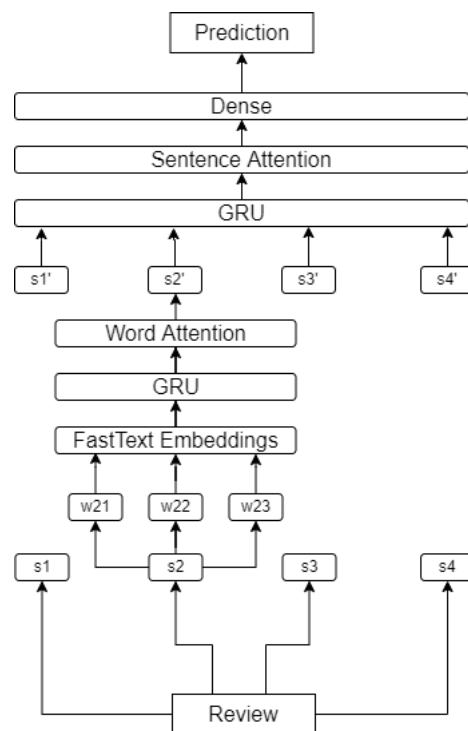 Prediction
Dense
Sentence Attention
GRU
s1' s2' s3' s4'
Word Attention
GRU
FastText Embeddings
w21 w22 w23
s1 s2 s3 s4
Review